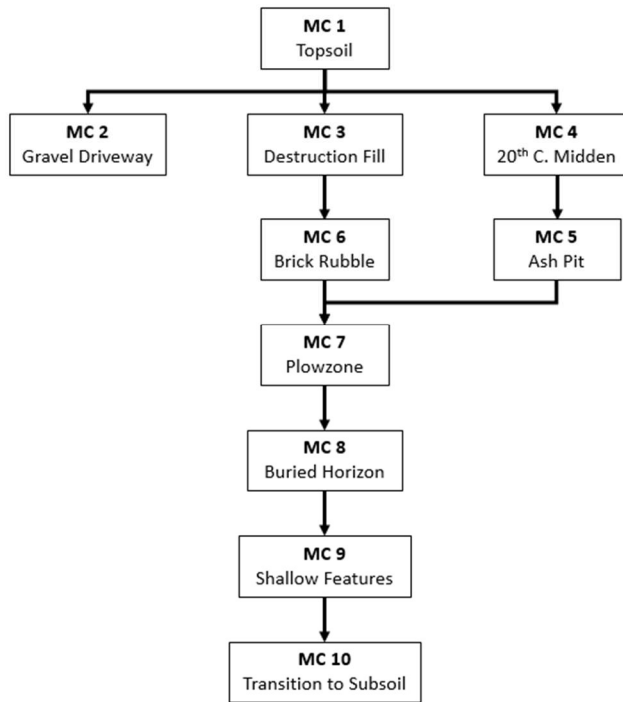 MC 1
Topsoil
MC 2
Gravel Driveway
MC 3
Destruction Fill
MC 4
20th C. Midden
MC 6
Brick Rubble
MC 5
Ash Pit
MC 7
Plowzone
MC 8
Buried Horizon
MC 9
Shallow Features
MC 10
Transition to Subsoil